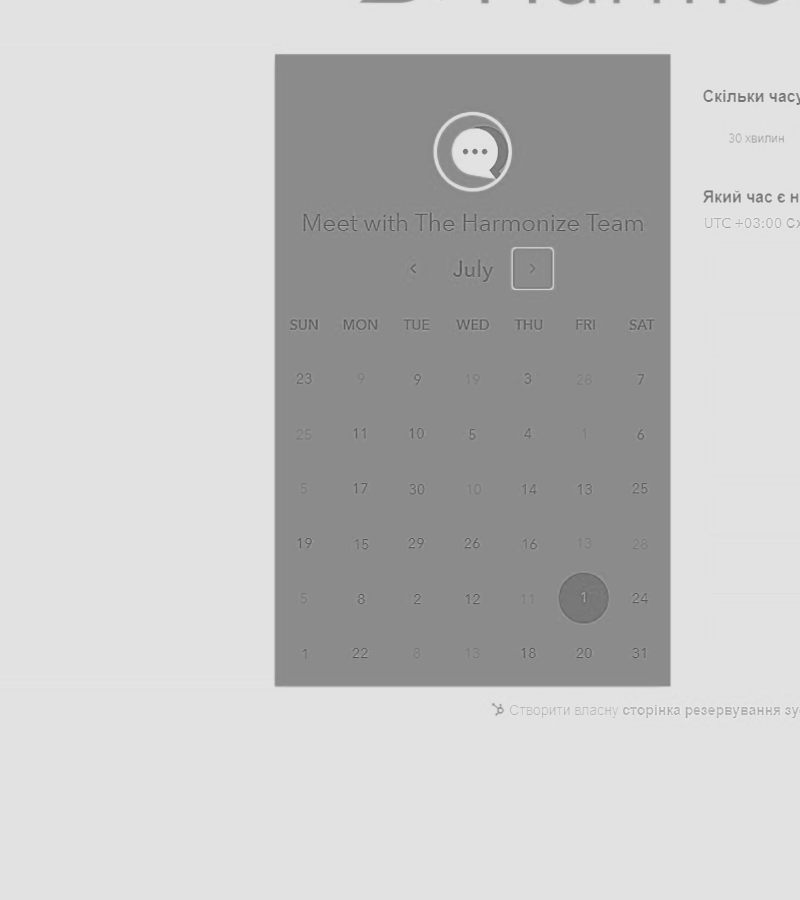 Скільки часу
30 хвилин
Meet with The Harmonize Team
Який час є
UTC +03:00
July
SUN MON TUE WED THU FRI SAT
23 9 9 19 3 28 7
25 11 10 5 4 1 6
5 17 30 10 14 13 25
19 15 29 26 16 13 28
5 8 2 12 11 1 24
1 22 8 13 18 20 31
Створити власну сторінка резервування